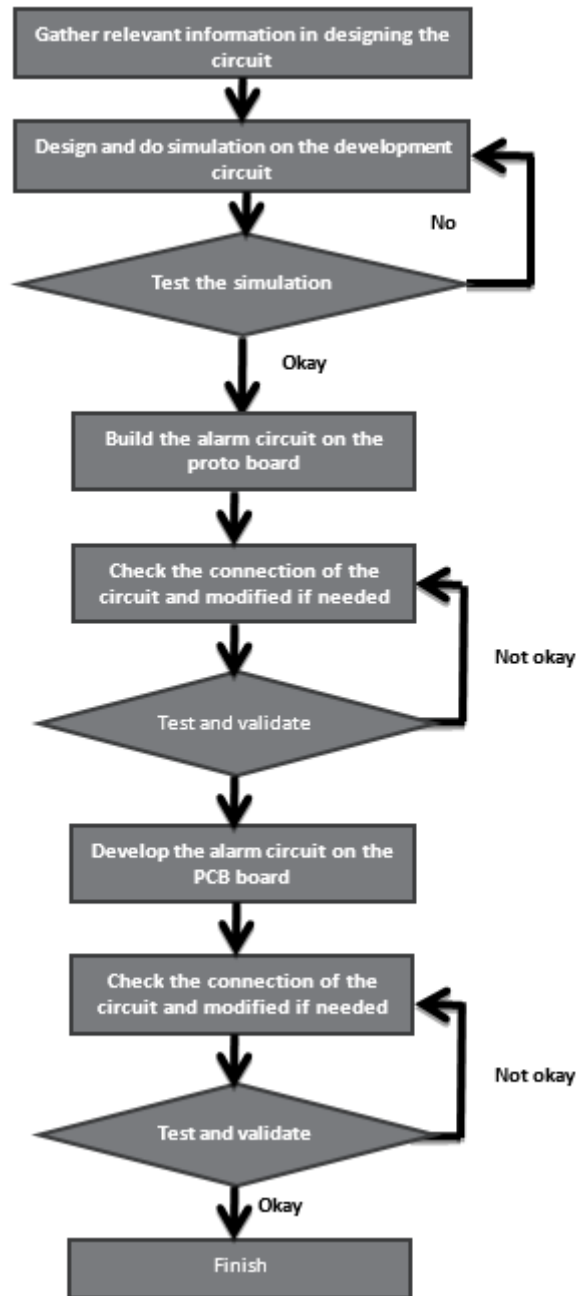 Gather relevant information in designing the
circuit
Design and do simulation on the development
circuit
No
Test the simulation
Okay
Build the alarm circuit on the
proto board
Check the connection of the
circuit and modified if needed
Not okay
Test and validate
Develop the alarm circuit on the
PCB board
Check the connection of the
circuit and modified if needed
Not okay
Test and validate
Okay
Finish